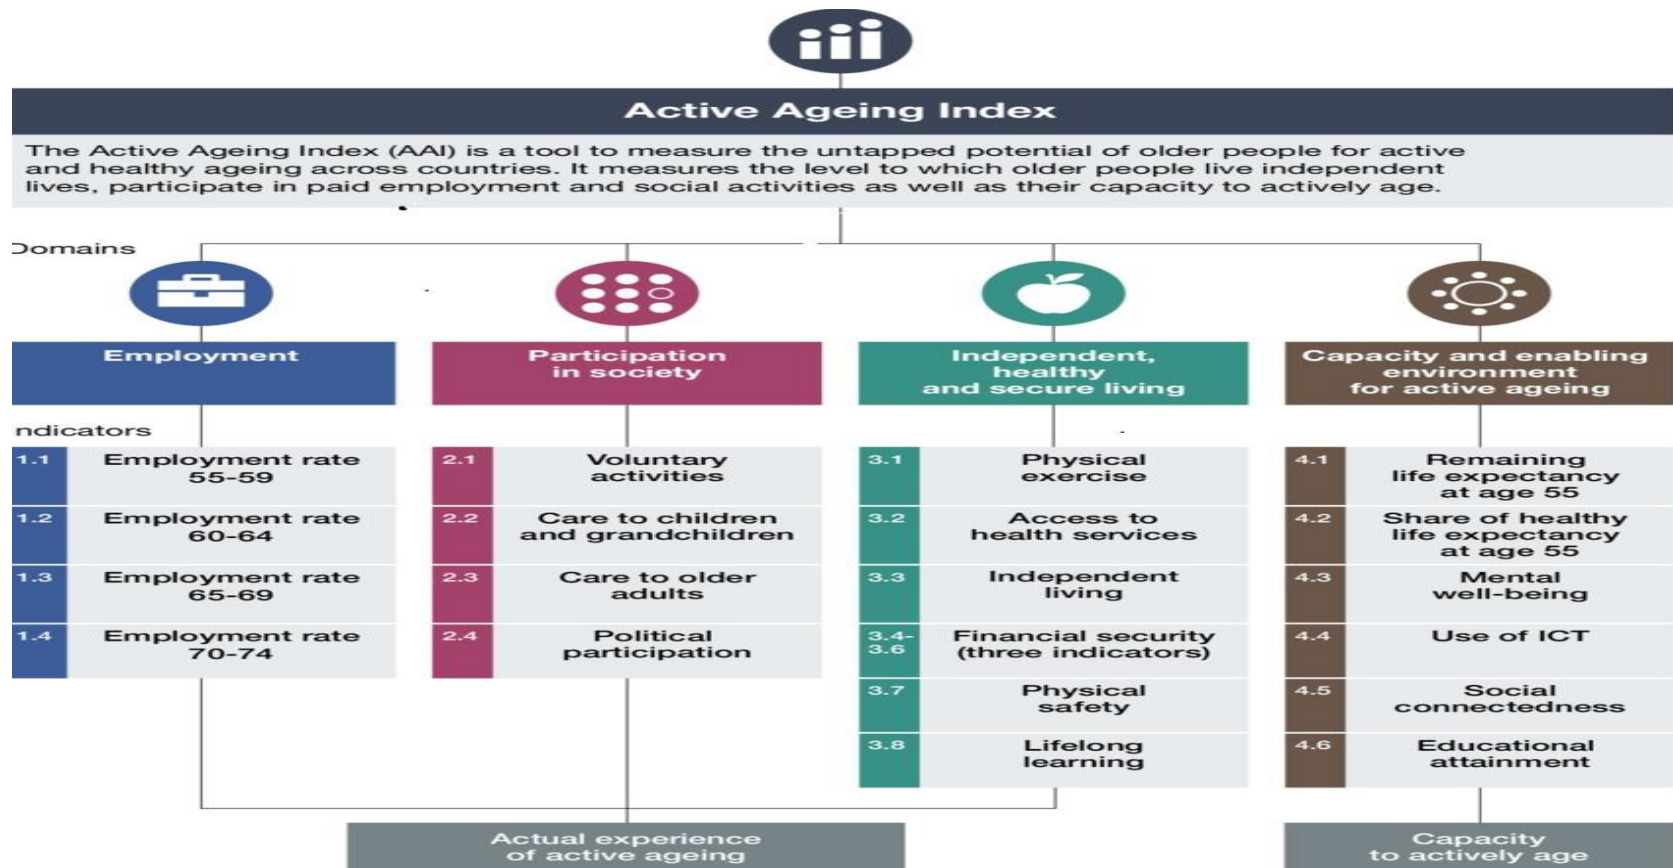 Active Ageing Index
The Active Ageing Index (AAI) is a tool to measure the untapped potential of older people for active
and healthy ageing across countries. It measures the level to which older people live independent
lives, participate in paid employment and social activities as well as their capacity to actively age.
Domains
Employment
Participation
in society
Independent,
healthy
and secure living
Capacity and enabling
environment
for active ageing
ndicators
1.1
Employment rate
55-59
1.2
Employment rate
60-64
1.3
Employment rate
65-69
1.4
Employment rate
70-74
2.1
Voluntary
activities
2.2
Care to children
and grandchildren
2.3
Care to older
adults
2.4
Political
participation
3.1
Physical
exercise
3.2
Access to
health services
3.3
Independent
living
3.4-
3.6
Financial security
(three indicators)
3.7
Physical
safety
3.8
Lifelong
learning
4.1
Remaining
life expectancy
at age 55
4.2
Share of healthy
life expectancy
at age 55
4.3
Mental
well-being
4.4
Use of ICT
4.5
Social
connectedness
4.6
Educational
attainment
Actual experience
of active ageing
Capacity
to actively age